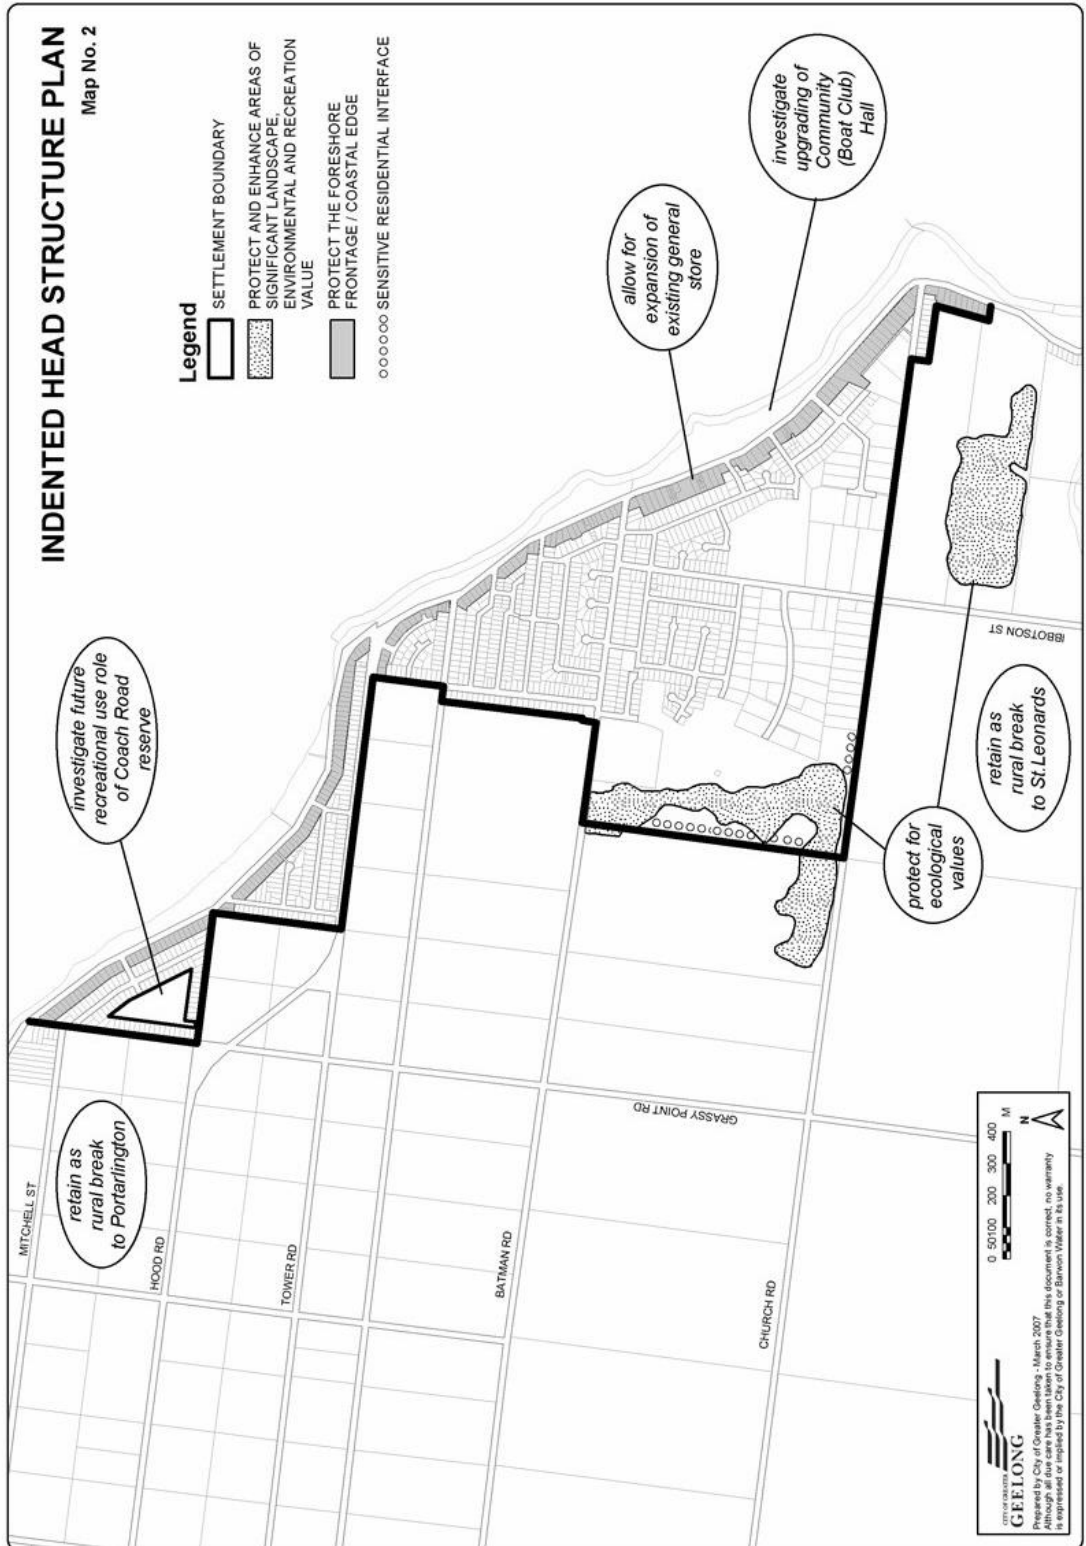 INDENTED HEAD STRUCTURE PLAN
Map No. 2
Legend
SETTLEMENT BOUNDARY
PROTECT AND ENHANCE AREAS OF
SIGNIFICANT LANDSCAPE,
ENVIRONMENTAL AND RECREATION
VALUE
PROTECT THE FORESHORE
FRONTAGE / COASTAL EDGE
SENSITIVE RESIDENTIAL INTERFACE
investigate future
recreational use role
of Coach Road
reserve
allow for
expansion of
existing general
store
investigate
upgrading of
Community
(Boat Club)
Hall
retain as
rural break
to Portarlington
MITCHELL ST
HOOD RD
TOWER RD
BATMAN RD
CHURCH RD
GRASSY POINT RD
IBBOTSON ST
protect for
ecological
values
retain as
rural break
to St.Leonards
CITY OF GREATER
GEELONG
0 50100 200 300 400
M
N
Prepared by City of Greater Geelong - March 2007
Although all due care has been taken to ensure that this document is correct, no warranty
is expressed or implied by the City of Greater Geelong or Barwon Water in its use.